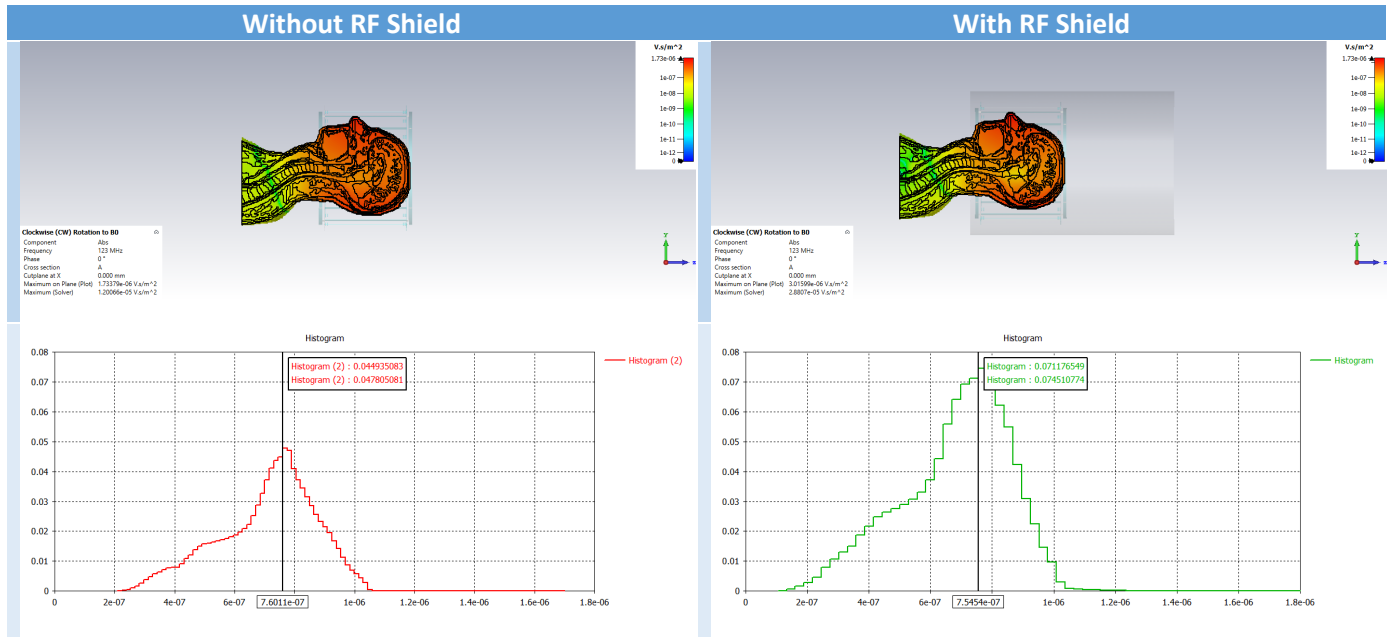 Without RF Shield
With RF Shield
V.s/m^2
1.73e-06
1e-07
1e-08
1e-09
1e-10
1e-11
1e-12
0
Clockwise (CW) Rotation to B0
Component Abs
Frequency 123 MHz
Phase 0 °
Cross section A
Cutplane at X 0.000 mm
Maximum on Plane (Plot) 1.73379e-06 V.s/m^2
Maximum (Solver) 1.20066e-05 V.s/m^2
Y
z
V.s/m^2
1.73e-06
1e-07
1e-08
1e-09
1e-10
1e-11
1e-12
0
Clockwise (CW) Rotation to B0
Component Abs
Frequency 123 MHz
Phase 0 °
Cross section A
Cutplane at X 0.000 mm
Maximum on Plane (Plot) 3.01599e-06 V.s/m^2
Maximum (Solver) 2.8807e-05 V.s/m^2
Y
z
Histogram
Histogram (2) : 0.044935083
Histogram (2) : 0.047805081
Histogram (2)
0.08
0.07
0.06
0.05
0.04
0.03
0.02
0.01
0
0 2e-07 4e-07 6e-07 7.6011e-07 1e-06 1.2e-06 1.4e-06 1.6e-06 1.8e-06
Histogram
Histogram : 0.071176549
Histogram : 0.074510774
Histogram
0.08
0.07
0.06
0.05
0.04
0.03
0.02
0.01
0
0 2e-07 4e-07 6e-07 7.5454e-07 1e-06 1.2e-06 1.4e-06 1.6e-06 1.8e-06